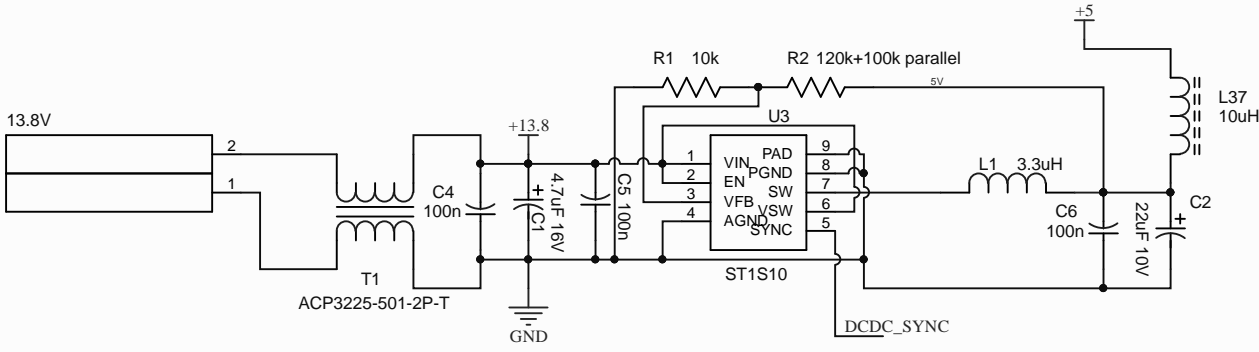 +5
R1 10k
R2 120k+100k parallel
5V
L37
10uH
13.8V
+13.8
U3
2
1
C4
100n
4.7uF 16V
C1
C5 100n
1
2
3
4
VIN
EN
VFB
AGND
PAD
PGND
SW
VSW
SYNC
9
8
7
6
5
ST1S10
L1 3.3uH
C6
100n
22uF 10V
C2
T1
ACP3225-501-2P-T
GND
DCDC_SYNC